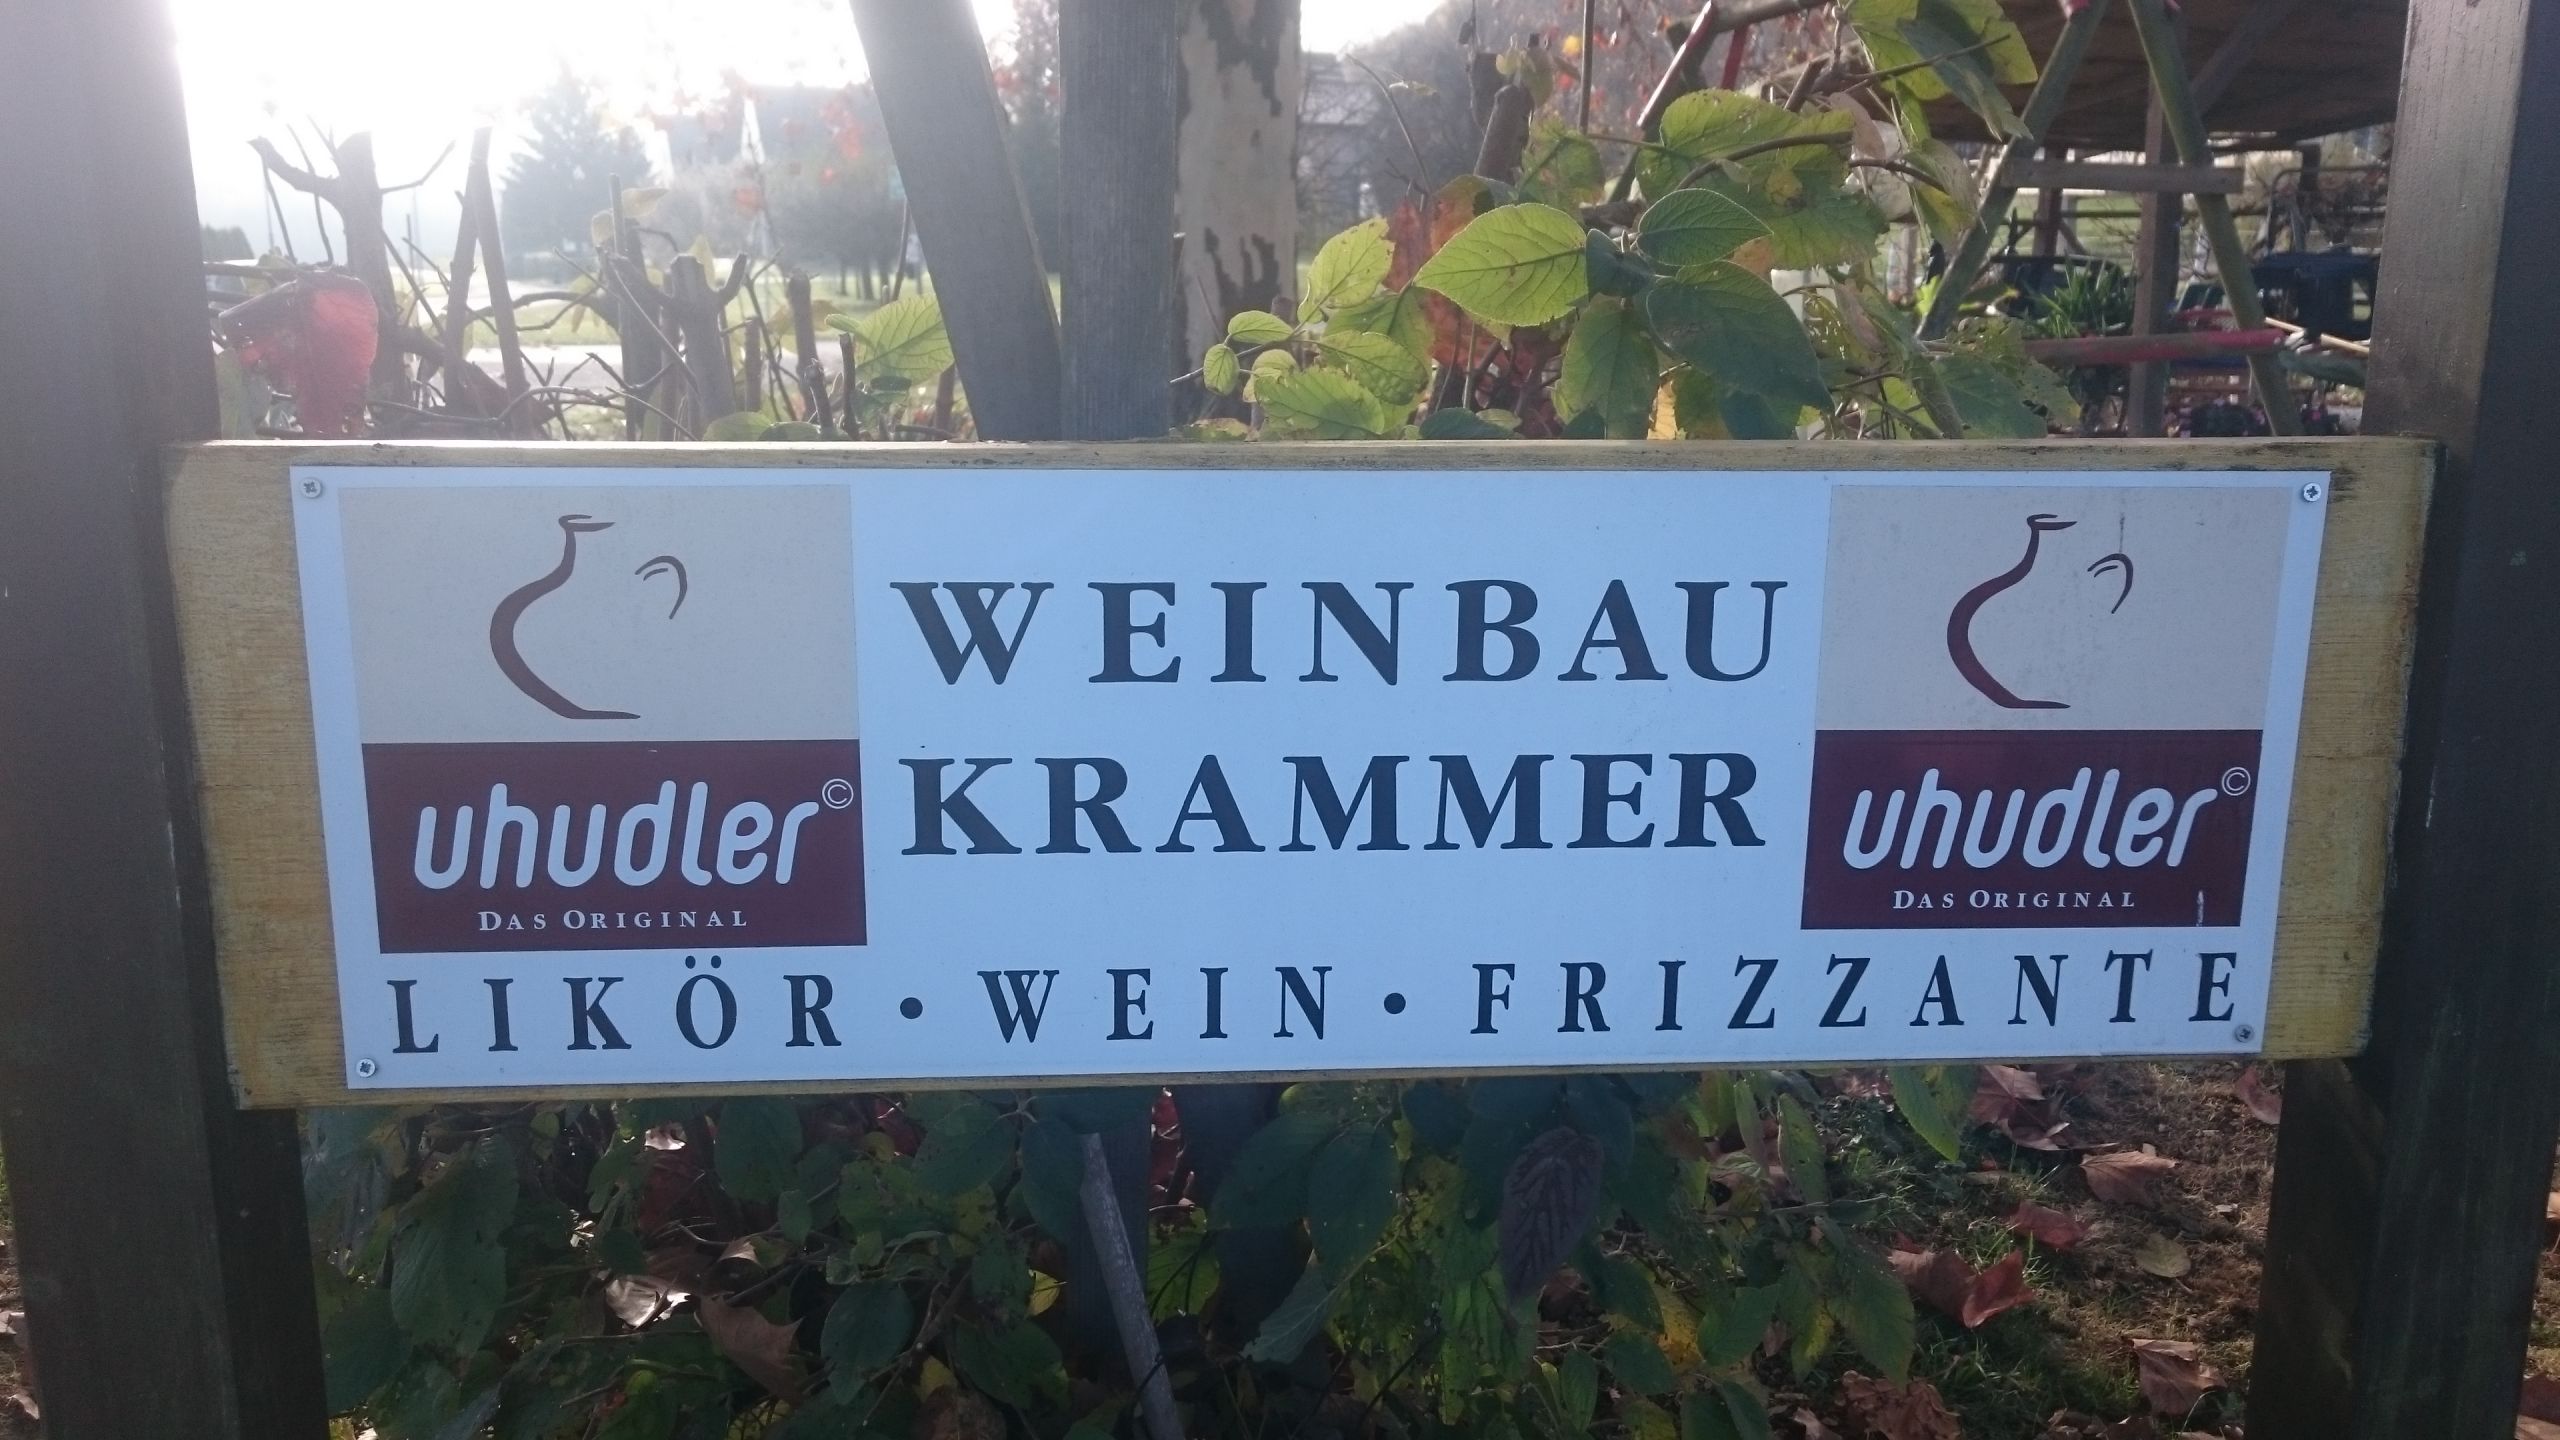 WEINBAU
KRAMMER
uhudler©
DAS ORIGINAL
uhudler©
DAS ORIGINAL
LIKÖR • WEIN • FRIZZANTE